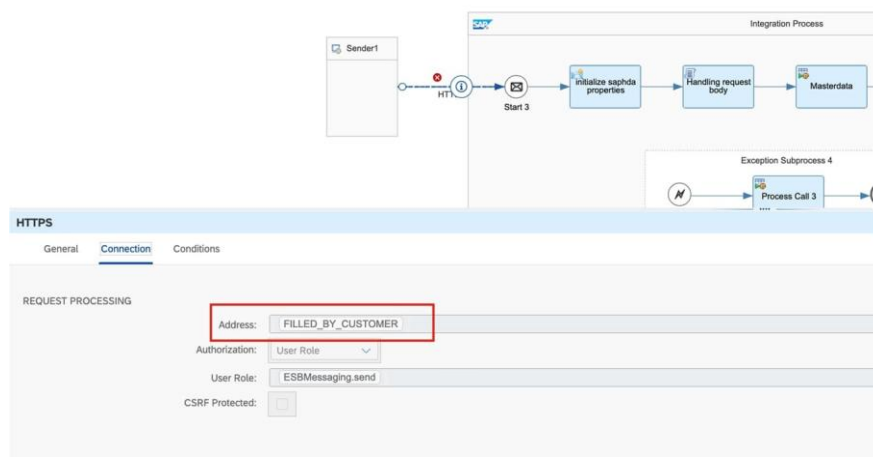 SAP
Integration Process
Sender1
HTT
Start 3
initialize saphda
properties
Handling request
body
Masterdata
Exception Subprocess 4
Process Call 3
HTTPS
General Connection Conditions
REQUEST PROCESSING
Address: FILLED_BY_CUSTOMER
Authorization: User Role
User Role: ESBMessaging.send
CSRF Protected: